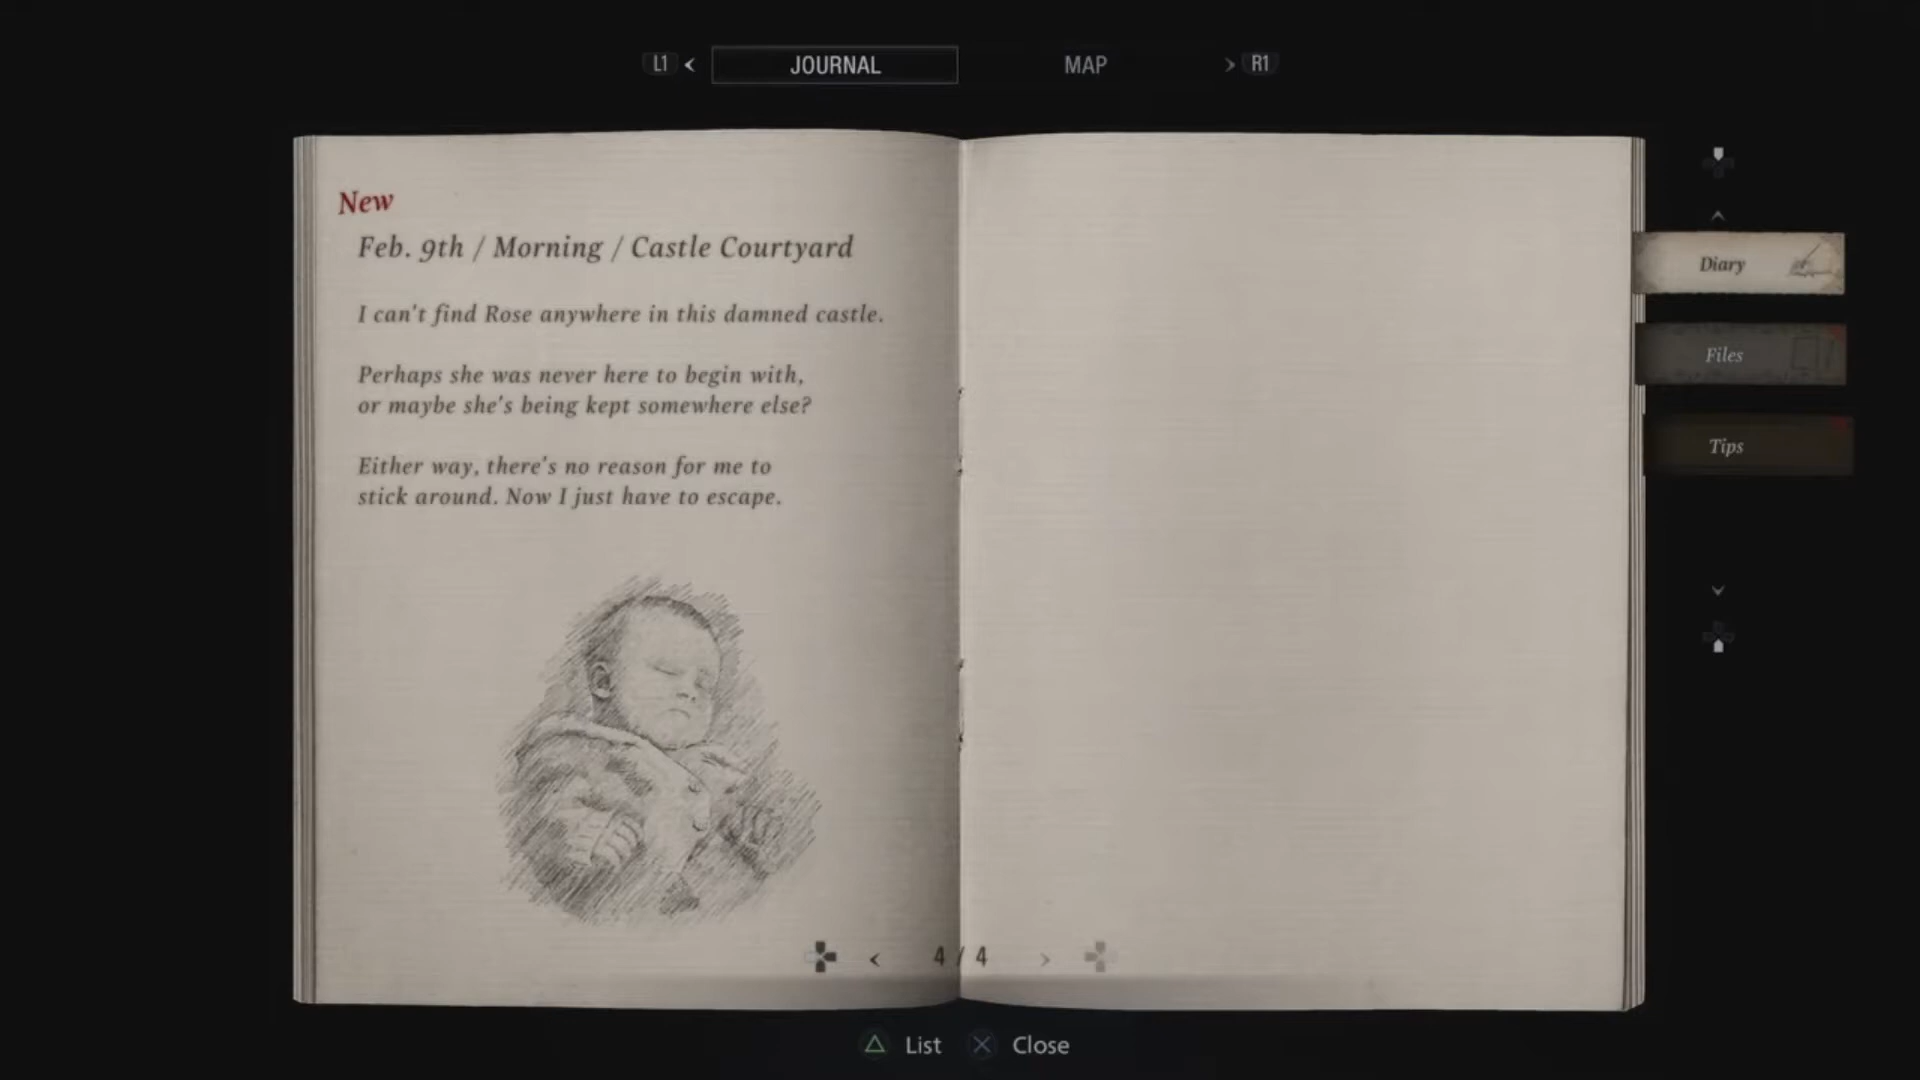 L1 < JOURNAL MAP > R1
New
Feb. 9th / Morning / Castle Courtyard
I can't find Rose anywhere in this damned castle.
Perhaps she was never here to begin with,
or maybe she's being kept somewhere else?
Either way, there's no reason for me to
stick around. Now I just have to escape.
< 4 / 4 >
Diary
Files
Tips
List Close